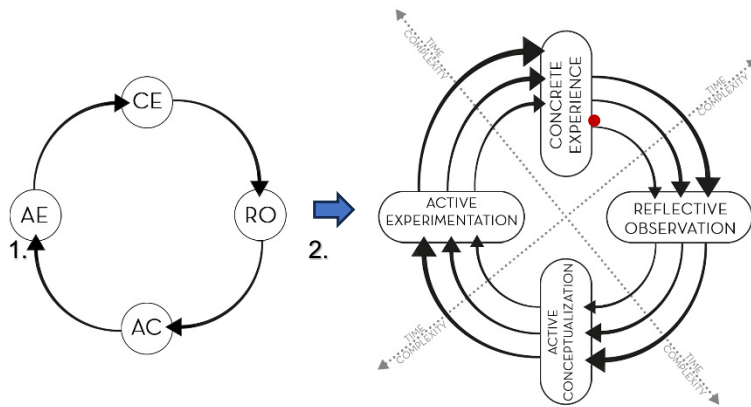 CE
RO
AC
AE
1.
2.
TIME
COMPLEXITY
TIME
COMPLEXITY
CONCRETE
EXPERIENCE
ACTIVE
EXPERIMENTATION
REFLECTIVE
OBSERVATION
ACTIVE
CONCEPTUALIZATION
TIME
COMPLEXITY
TIME
COMPLEXITY